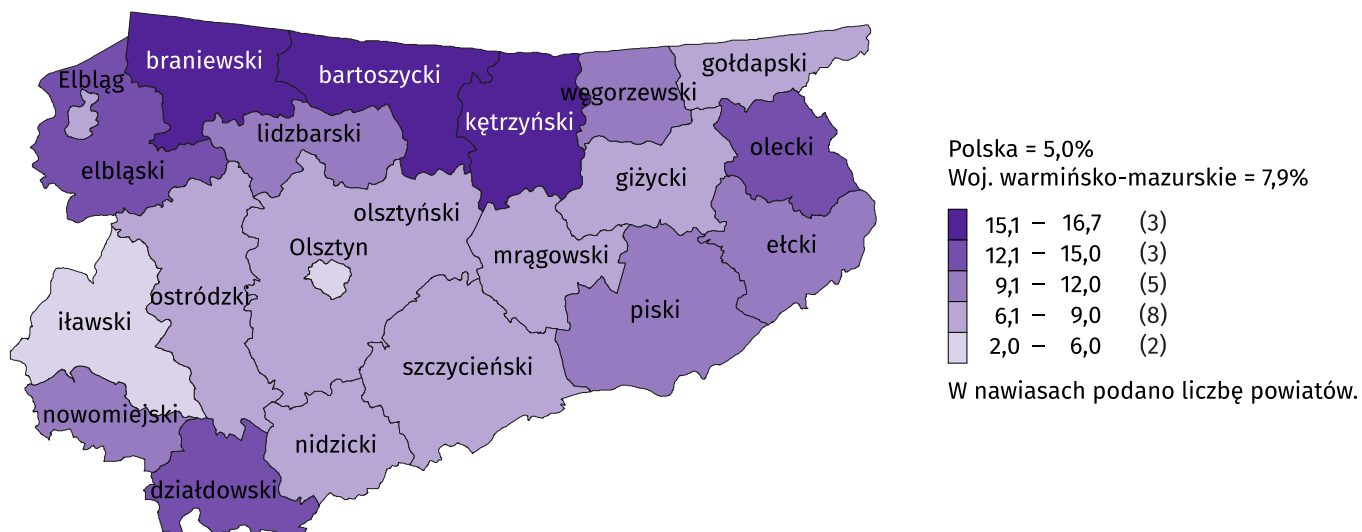 braniewski
bartoszycki
gołdapski
Elbląg
węgorzewski
kętrzyński
lidzbarski
olecki
elbląski
giżycki
olsztyński
Olsztyn
mrągowski
ełcki
ostródzki
iławski
piski
szczycieński
nowomiejski
nidzicki
działdowski
Polska = 5,0%
Woj. warmińsko-mazurskie = 7,9%
15,1 – 16,7 (3)
12,1 – 15,0 (3)
9,1 – 12,0 (5)
6,1 – 9,0 (8)
2,0 – 6,0 (2)
W nawiasach podano liczbę powiatów.